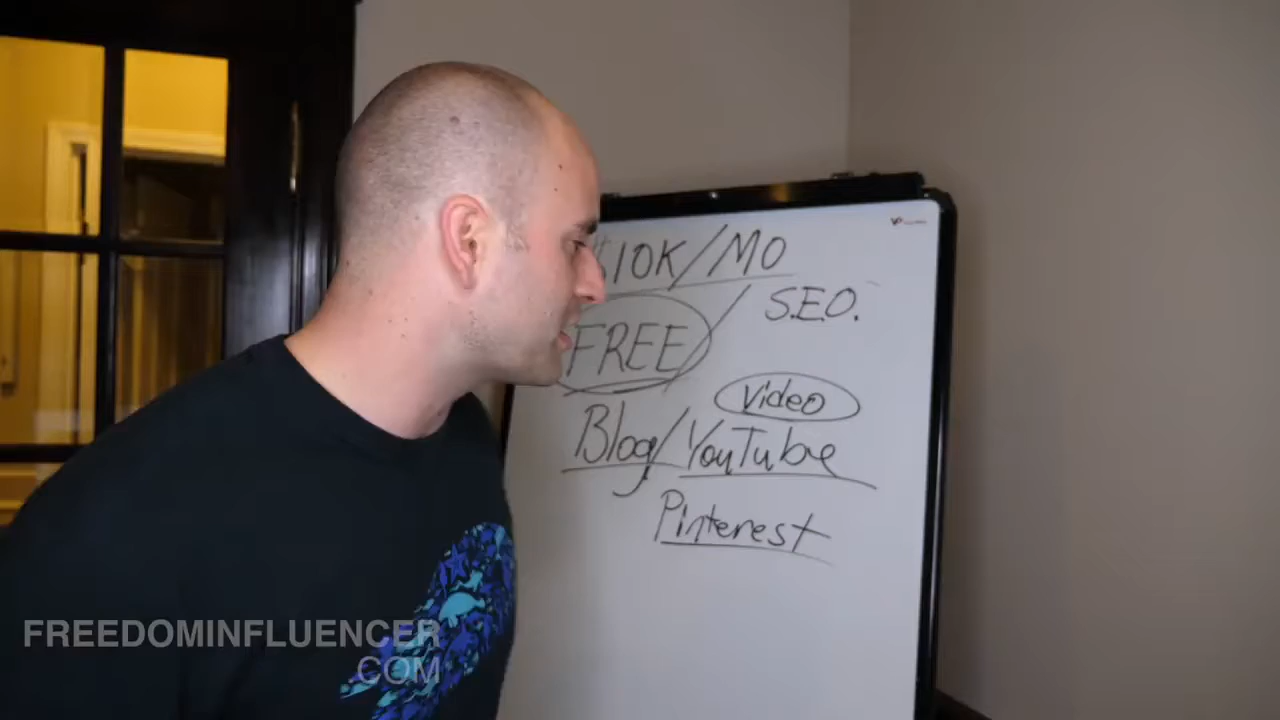 $10K/MO
FREE / S.E.O.
Video
Blog/YouTube
Pinterest
FREEDOMINFLUENCER
.COM